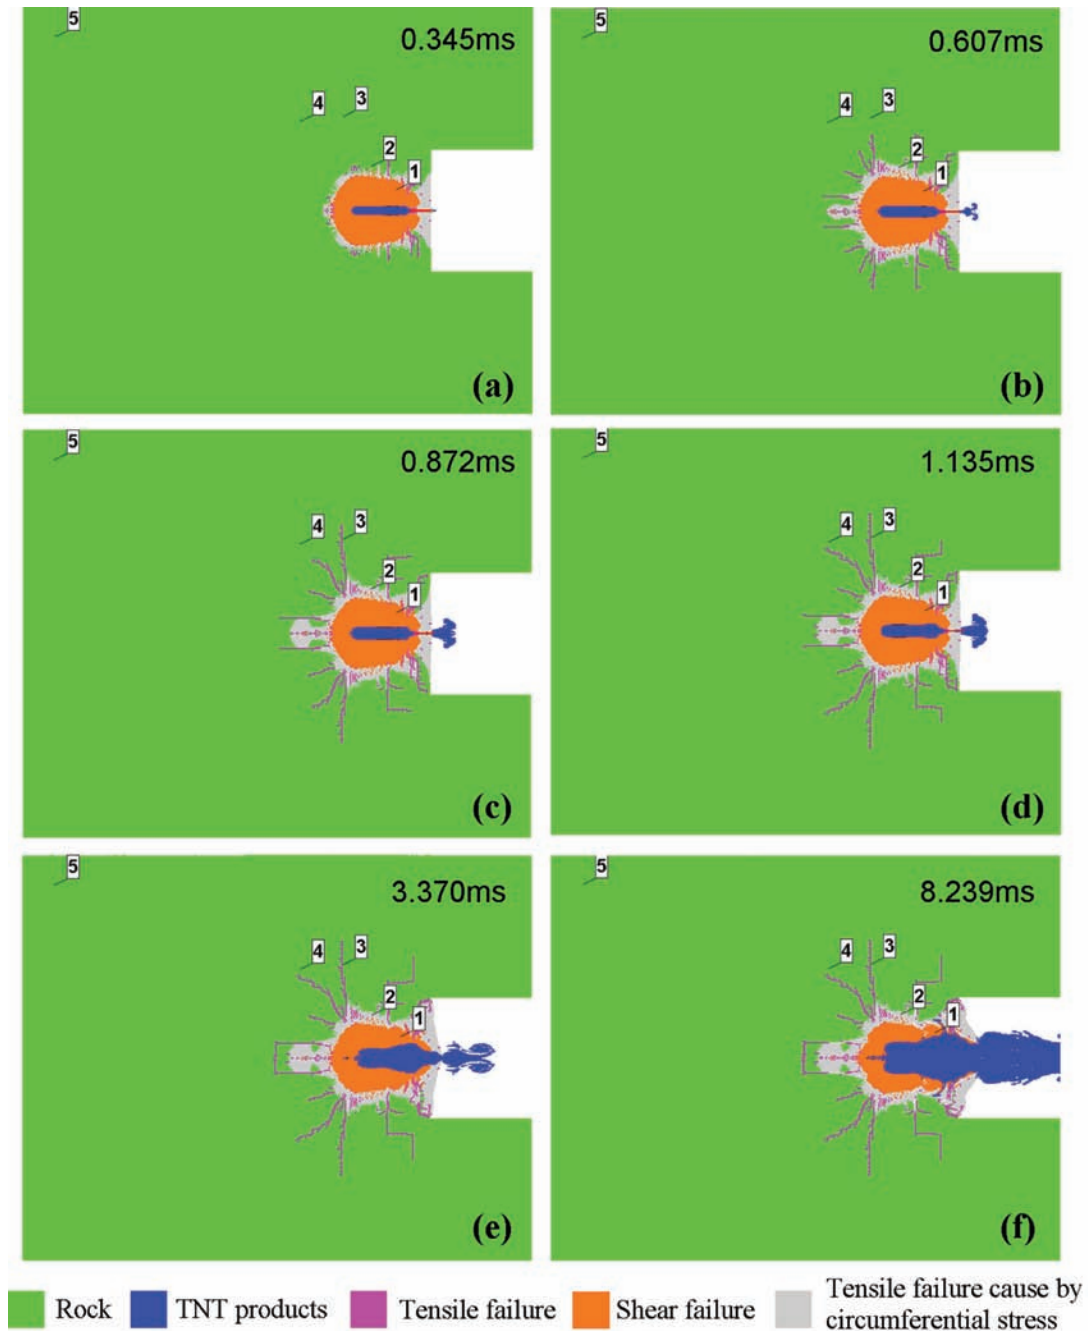 5
0.345ms
4
3
2
1
(a)
5
0.607ms
4
3
2
1
(b)
5
0.872ms
4
3
2
1
(c)
5
1.135ms
4
3
2
1
(d)
5
3.370ms
4
3
2
1
(e)
5
8.239ms
4
3
2
1
(f)
Rock
TNT products
Tensile failure
Shear failure
Tensile failure cause by
circumferential stress